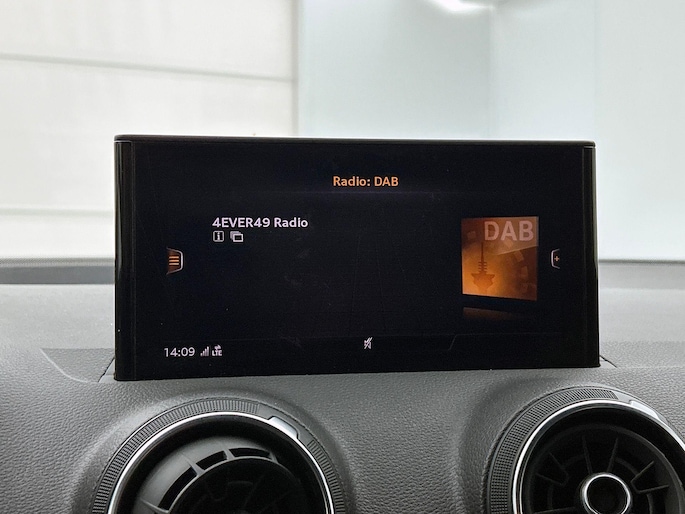 Radio: DAB
4EVER49 Radio
DAB
14:09 LTE